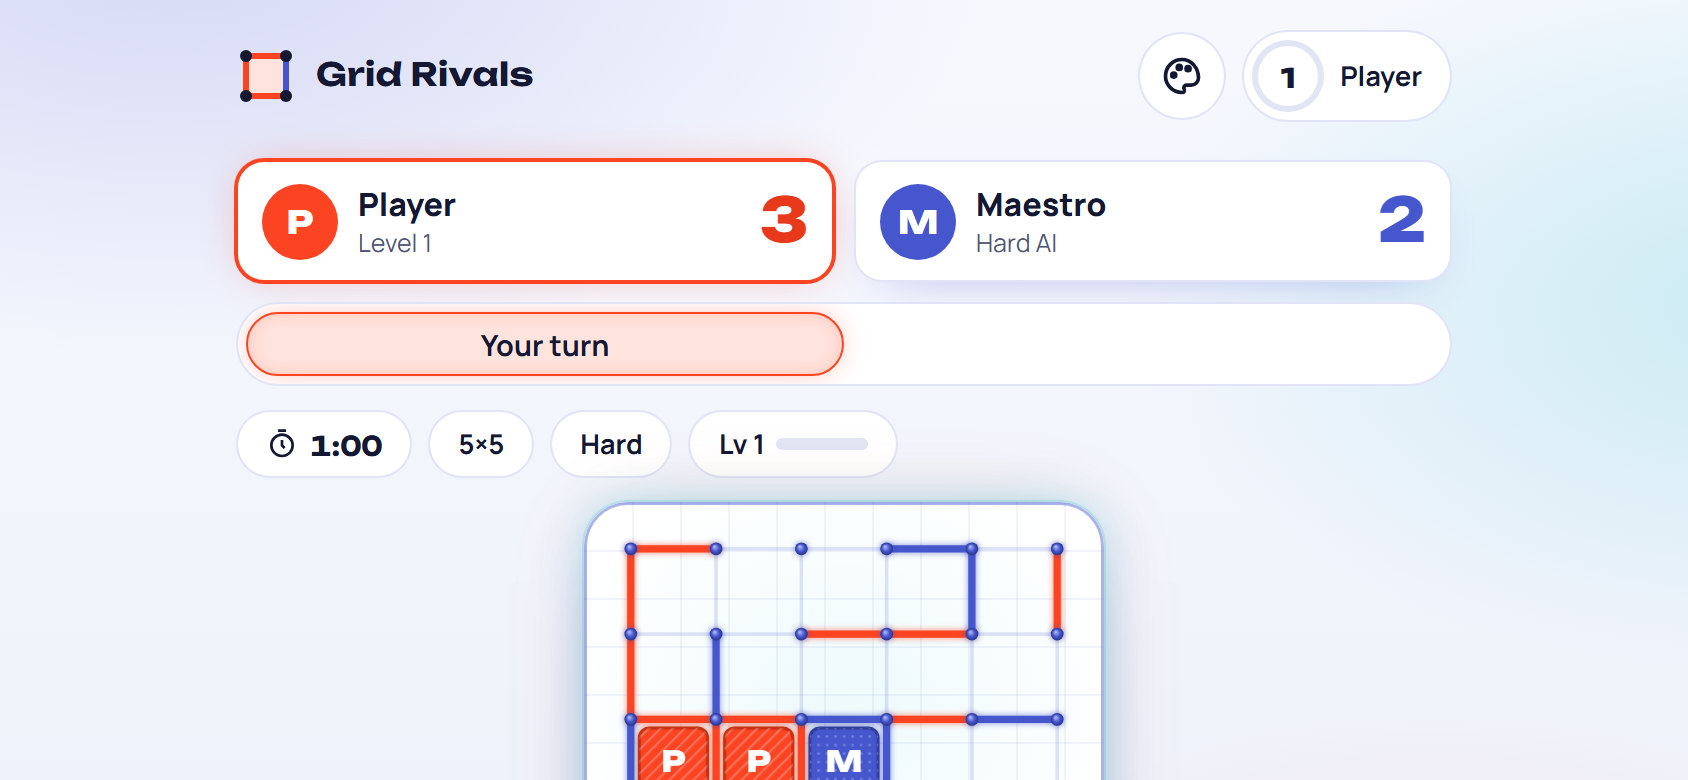 Grid Rivals
1 Player
P Player 3
Level 1
M Maestro 2
Hard AI
Your turn
1:00 5×5 Hard Lv 1
P P M